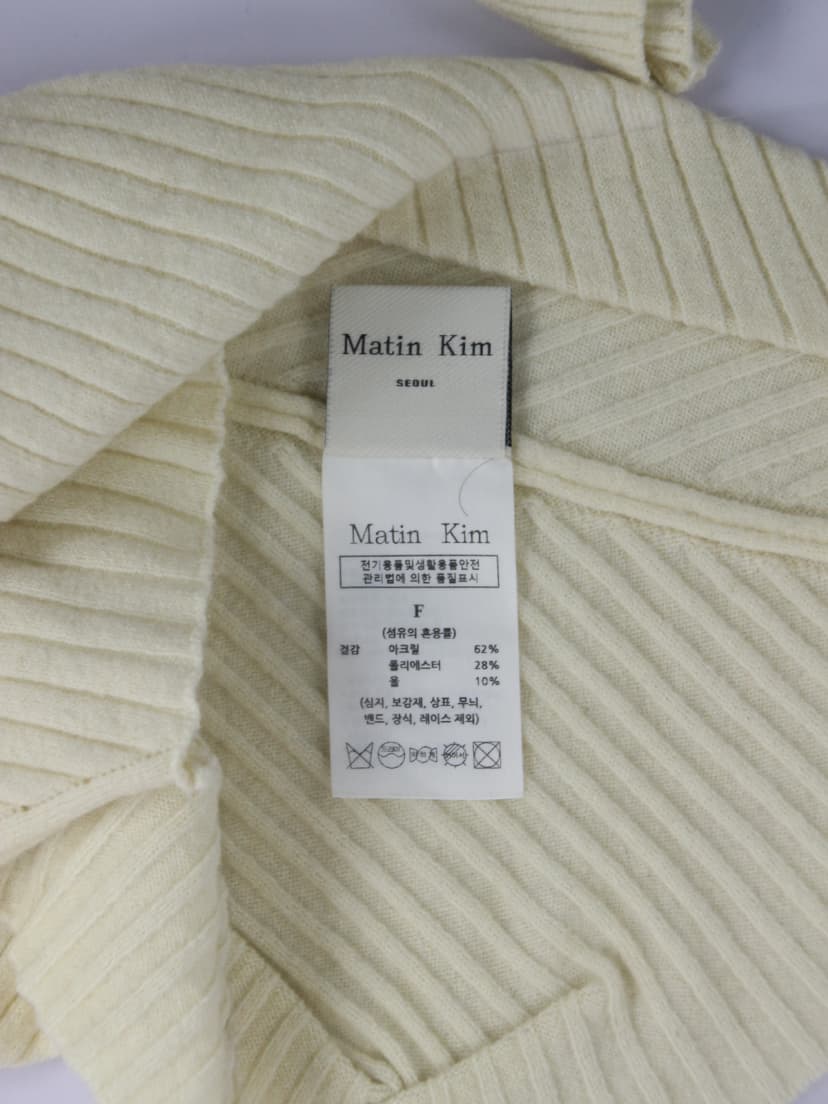 Matin Kim
SEOUL
Matin Kim
전기용품및생활용품안전
관리법에 의한 품질표시
F
(섬유의 혼용률)
겉감 아크릴 62%
폴리에스터 28%
울 10%
(심지, 보강재, 상표, 무늬,
밴드, 장식, 레이스 제외)
드라이